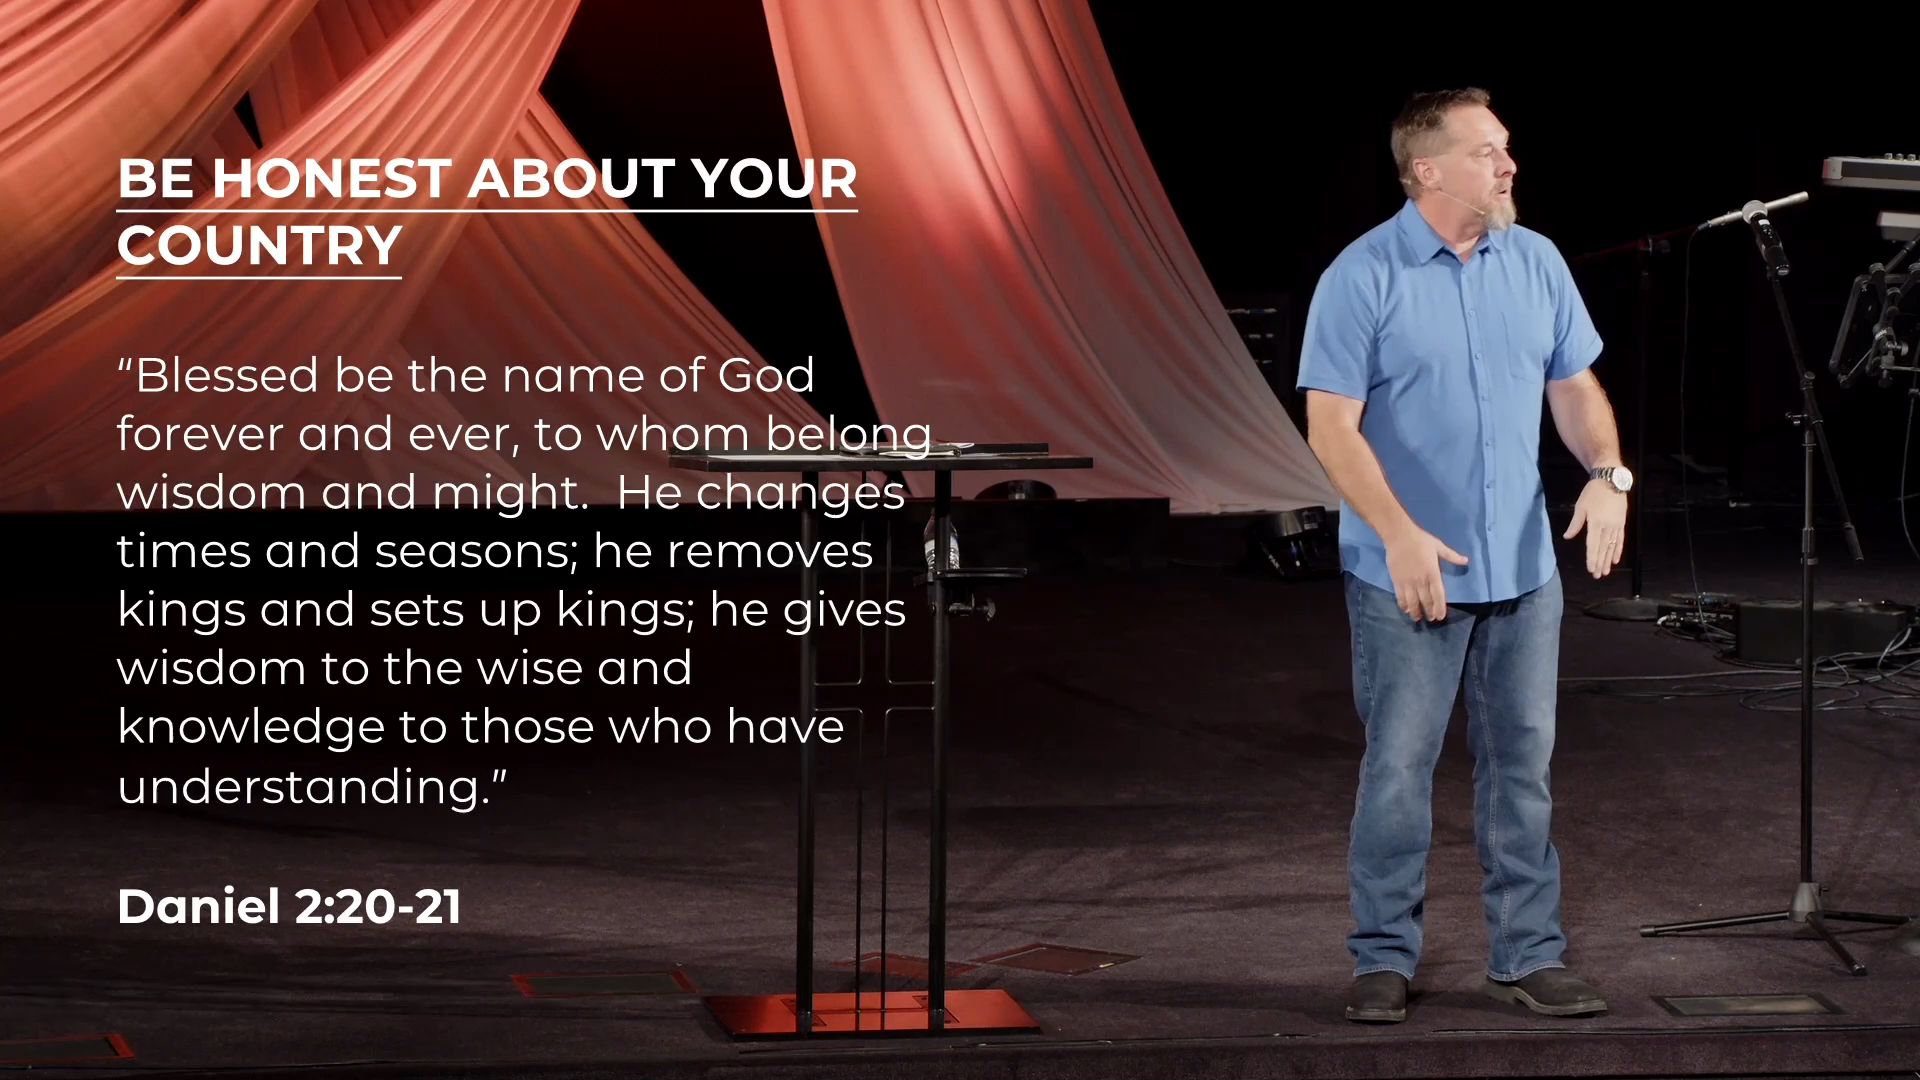 BE HONEST ABOUT YOUR
COUNTRY
“Blessed be the name of God
forever and ever, to whom belong
wisdom and might.  He changes
times and seasons; he removes
kings and sets up kings; he gives
wisdom to the wise and
knowledge to those who have
understanding.”
Daniel 2:20-21